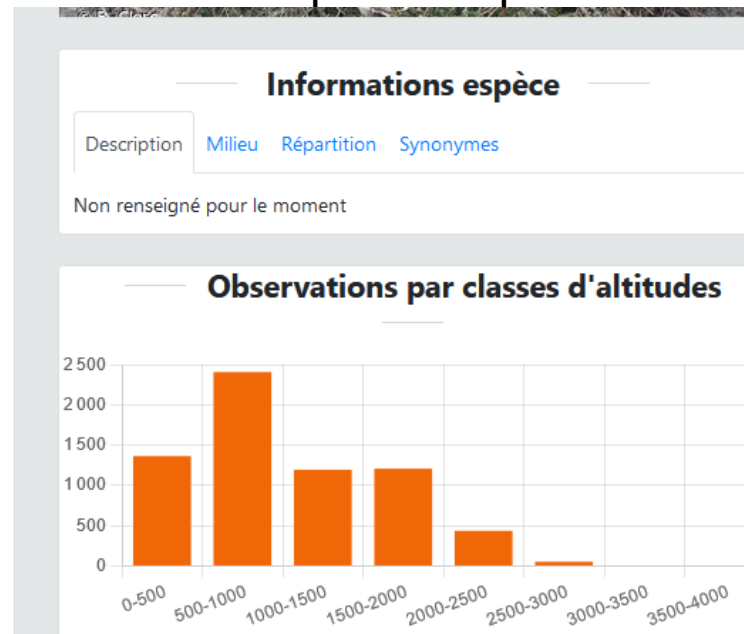 Informations espèce
Description Milieu Répartition Synonymes
Non renseigné pour le moment
Observations par classes d'altitudes
2 500
2 000
1 500
1 000
500
0
0-500 500-1000 1000-1500 1500-2000 2000-2500 2500-3000 3000-3500 3500-4000